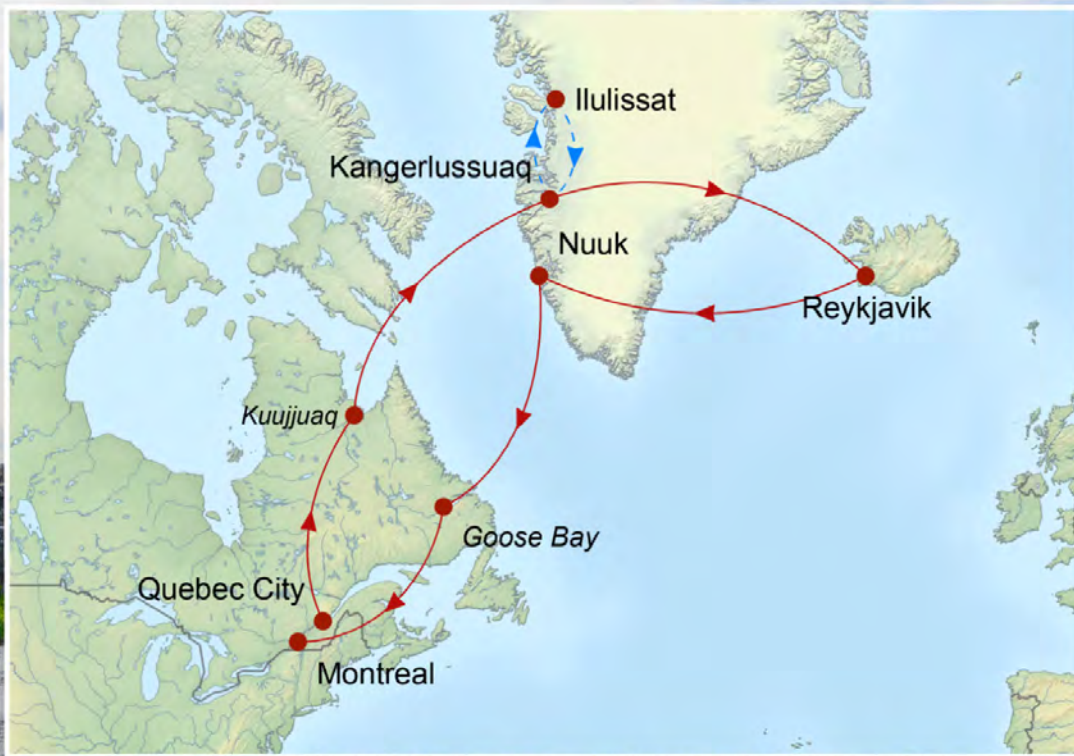 Ilulissat
Kangerlussuaq
Nuuk
Reykjavik
Kuujjuaq
Goose Bay
Quebec City
Montreal